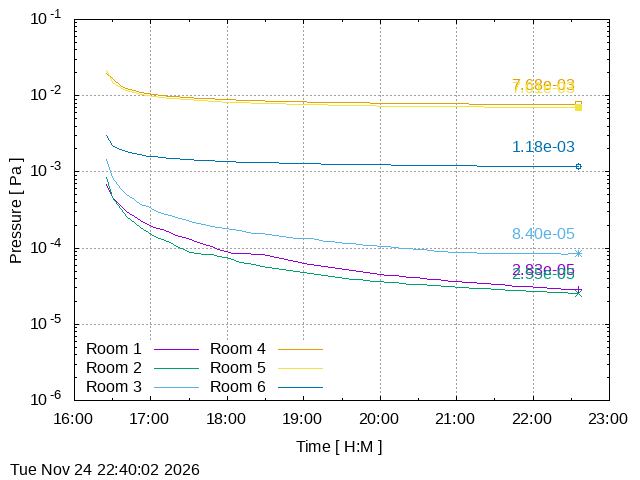 10^-1
10^-2
10^-3
10^-4
10^-5
10^-6
Pressure [ Pa ]
7.68e-03
1.18e-03
8.40e-05
2.83e-05
Room 1 Room 4
Room 2 Room 5
Room 3 Room 6
16:00 17:00 18:00 19:00 20:00 21:00 22:00 23:00
Time [ H:M ]
Tue Nov 24 22:40:02 2026